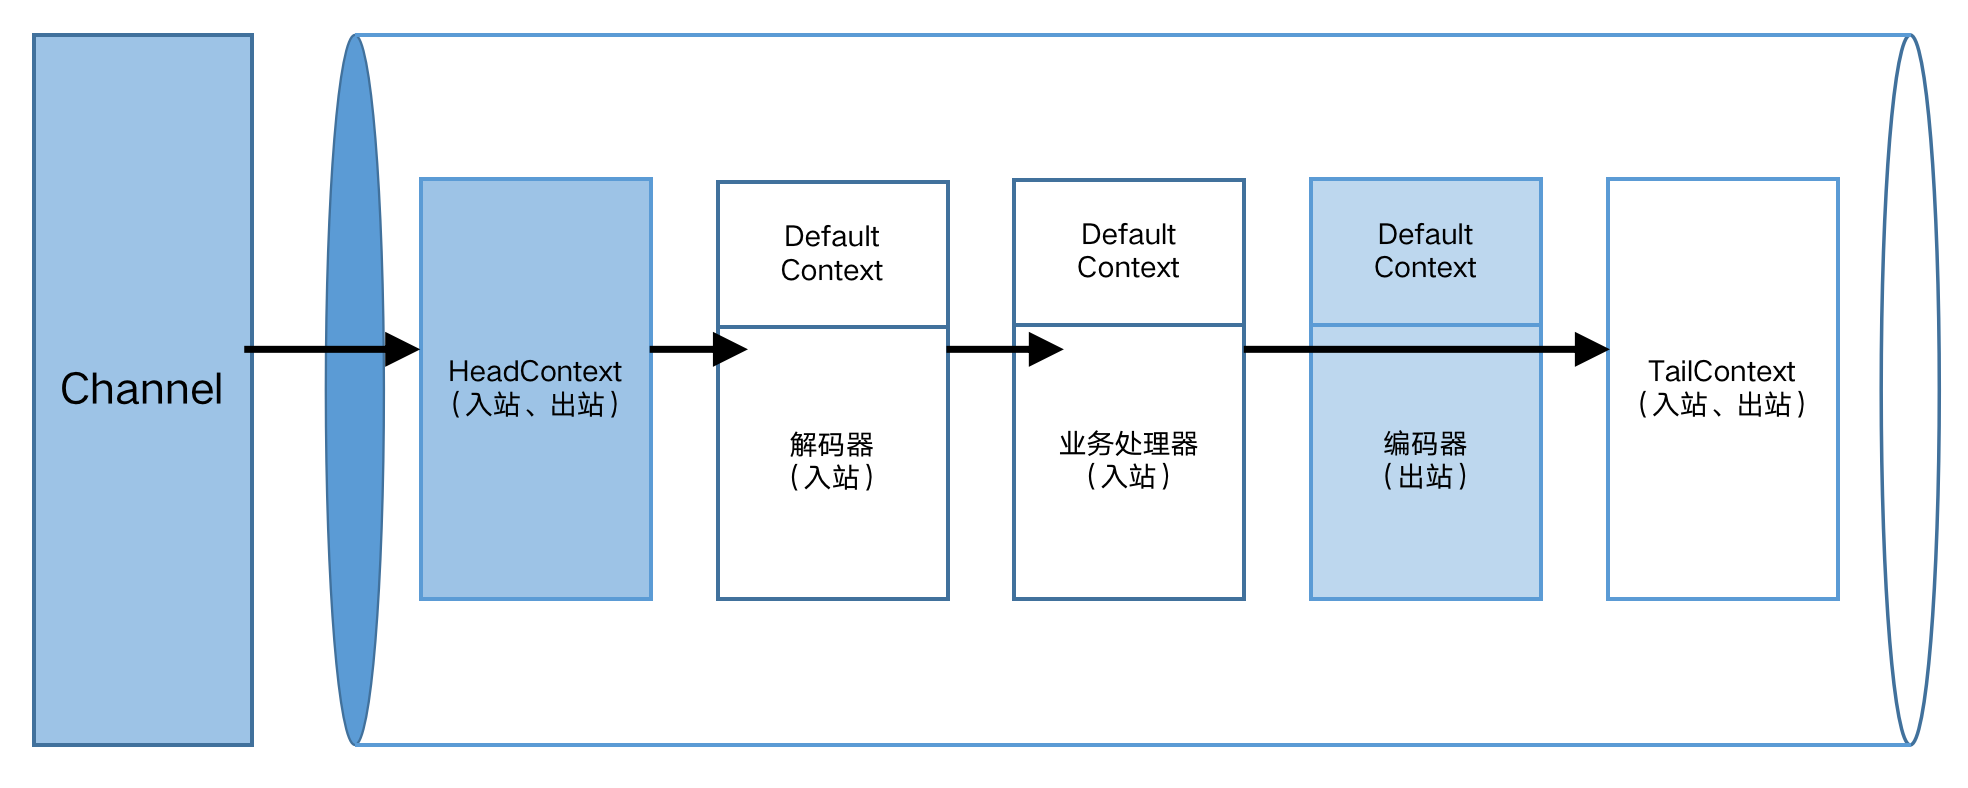 Channel
HeadContext
（入站、出站）
Default
Context
解码器
（入站）
Default
Context
业务处理器
（入站）
Default
Context
编码器
（出站）
TailContext
（入站、出站）